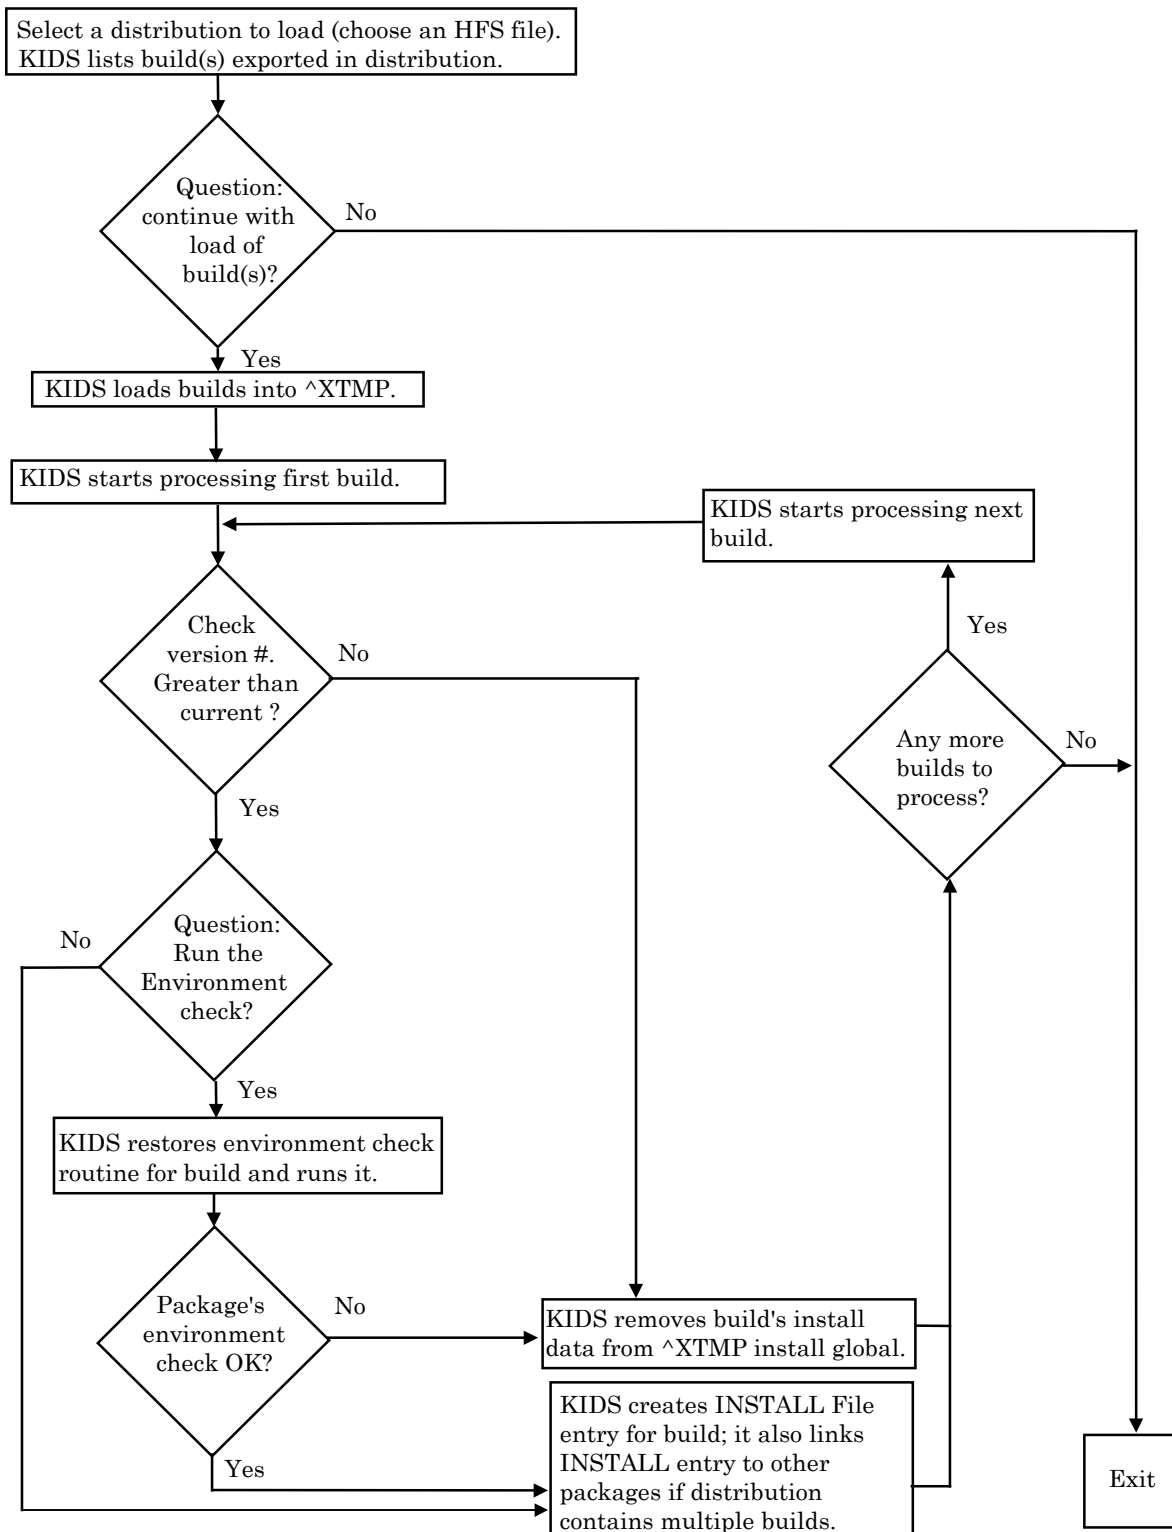 Select a distribution to load (choose an HFS file).
KIDS lists build(s) exported in distribution.
Question:
continue with
load of
build(s)?
No
Yes
KIDS loads builds into ^XTMP.
KIDS starts processing first build.
KIDS starts processing next
build.
Check
version #.
Greater than
current ?
No
Yes
Yes
Any more
builds to
process?
No
Question:
Run the
Environment
check?
No
Yes
KIDS restores environment check
routine for build and runs it.
Package's
environment
check OK?
No
Yes
KIDS removes build's install
data from ^XTMP install global.
KIDS creates INSTALL File
entry for build; it also links
INSTALL entry to other
packages if distribution
contains multiple builds.
Exit